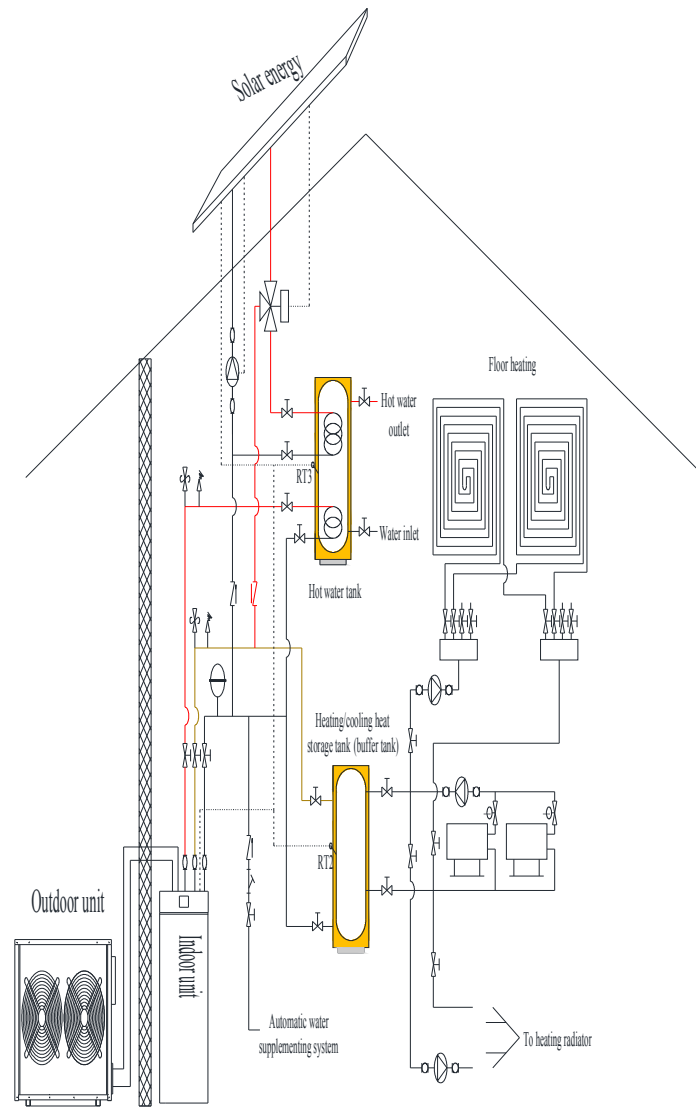 Solar energy
Floor heating
Hot water
outlet
RT3
Water inlet
Hot water tank
Heating/cooling heat
storage tank (buffer tank)
RT2
Outdoor unit
Indoor unit
Automatic water
supplementing system
To heating radiator